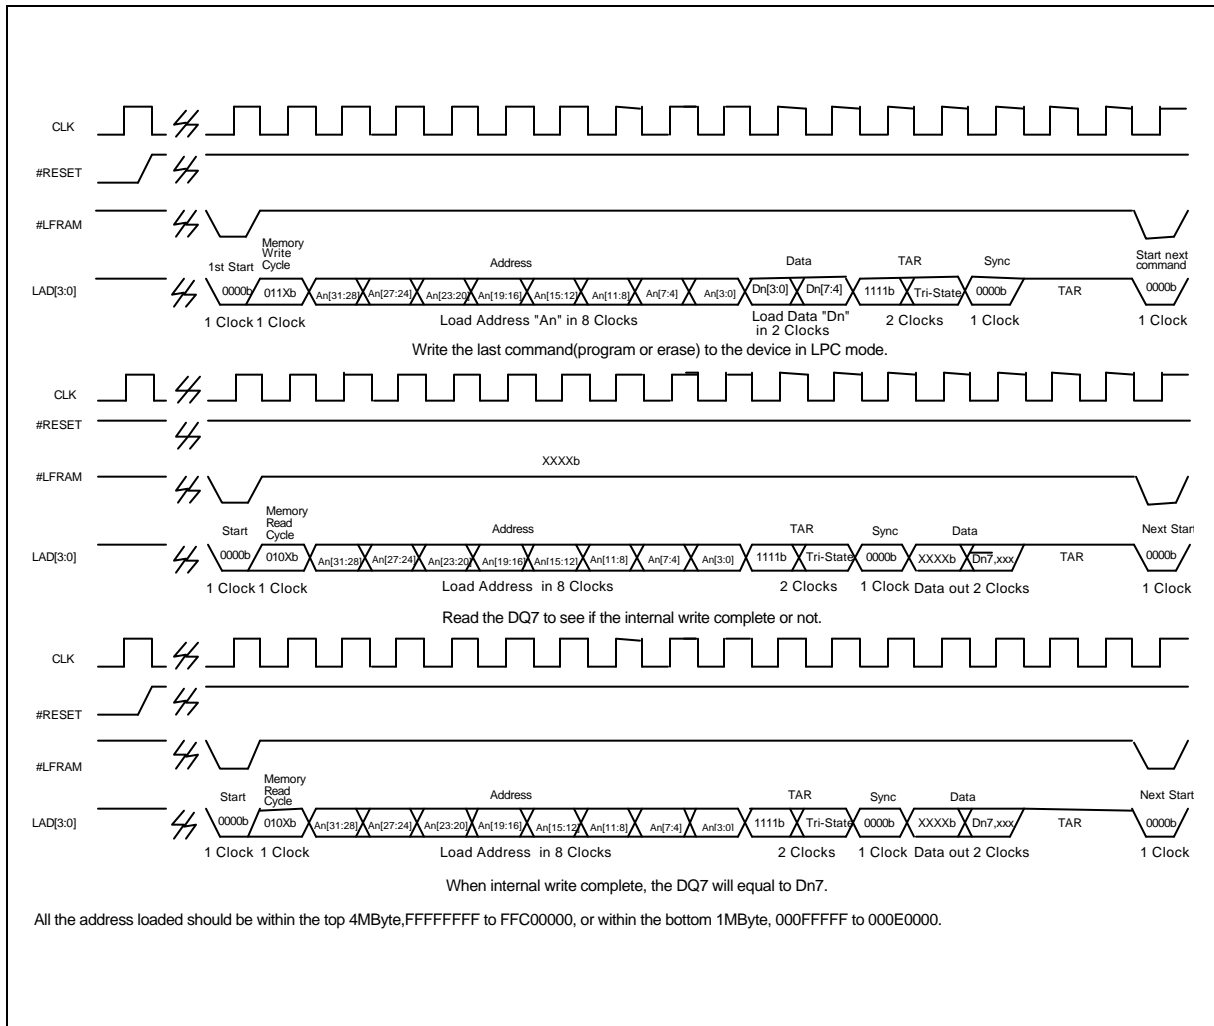 CLK
#RESET
#LFRAM
LAD[3:0]
1st Start
Memory
Write
Cycle
Address
Data
TAR
Sync
Start next
command
0000b 011Xb An[31:28] An[27:24] An[23:20] An[19:16] An[15:12] An[11:8] An[7:4] An[3:0] Dn[3:0] Dn[7:4] 1111b Tri-State 0000b TAR 0000b
1 Clock 1 Clock Load Address "An" in 8 Clocks Load Data "Dn"
in 2 Clocks
2 Clocks 1 Clock 1 Clock
Write the last command(program or erase) to the device in LPC mode.
CLK
#RESET
#LFRAM
XXXXb
LAD[3:0]
Start
Memory
Read
Cycle
Address
TAR
Sync
Data
Next Start
0000b 010Xb An[31:28] An[27:24] An[23:20] An[19:16] An[15:12] An[11:8] An[7:4] An[3:0] 1111b Tri-State 0000b XXXXb Dn7,xxx TAR 0000b
1 Clock 1 Clock Load Address in 8 Clocks 2 Clocks 1 Clock Data out 2 Clocks 1 Clock
Read the DQ7 to see if the internal write complete or not.
CLK
#RESET
#LFRAM
LAD[3:0]
Start
Memory
Read
Cycle
Address
TAR
Sync
Data
Next Start
0000b 010Xb An[31:28] An[27:24] An[23:20] An[19:16] An[15:12] An[11:8] An[7:4] An[3:0] 1111b Tri-State 0000b XXXXb Dn7,xxx TAR 0000b
1 Clock 1 Clock Load Address in 8 Clocks 2 Clocks 1 Clock Data out 2 Clocks 1 Clock
When internal write complete, the DQ7 will equal to Dn7.
All the address loaded should be within the top 4MByte,FFFFFFFF to FFC00000, or within the bottom 1MByte, 000FFFFF to 000E0000.